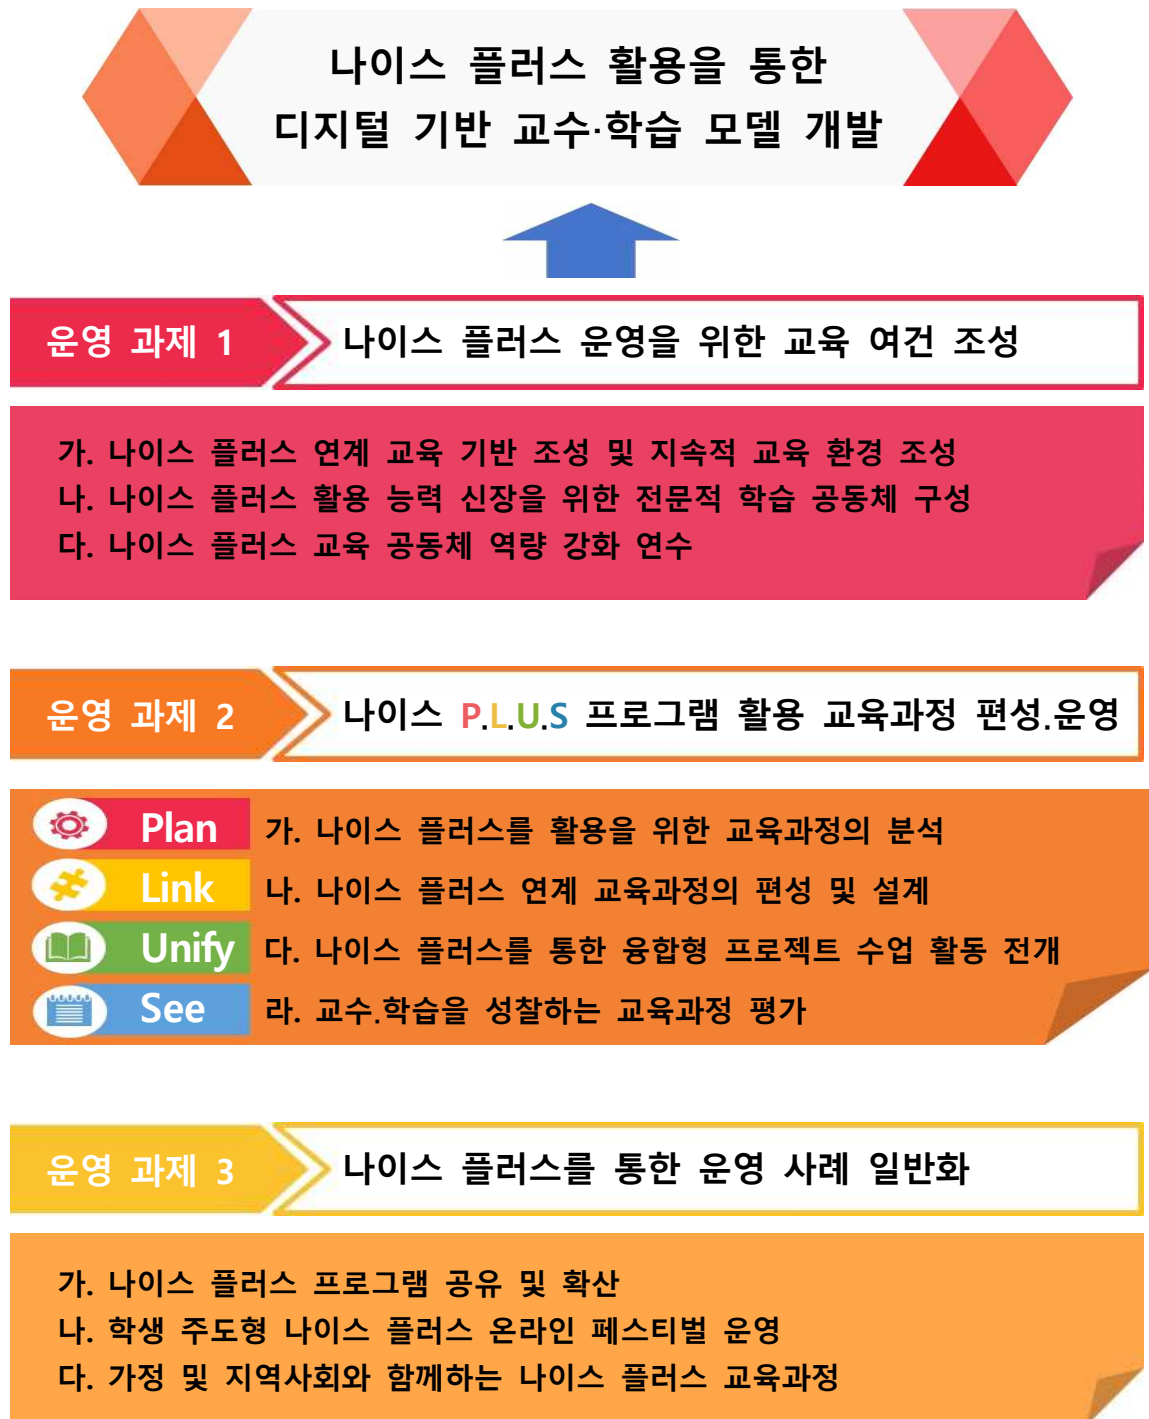 나이스 플러스 활용을 통한
디지털 기반 교수·학습 모델 개발
운영 과제 1
나이스 플러스 운영을 위한 교육 여건 조성
가. 나이스 플러스 연계 교육 기반 조성 및 지속적 교육 환경 조성
나. 나이스 플러스 활용 능력 신장을 위한 전문적 학습 공동체 구성
다. 나이스 플러스 교육 공동체 역량 강화 연수
운영 과제 2
나이스 P.L.U.S 프로그램 활용 교육과정 편성.운영
Plan 가. 나이스 플러스를 활용을 위한 교육과정의 분석
Link 나. 나이스 플러스 연계 교육과정의 편성 및 설계
Unify 다. 나이스 플러스를 통한 융합형 프로젝트 수업 활동 전개
See 라. 교수.학습을 성찰하는 교육과정 평가
운영 과제 3
나이스 플러스를 통한 운영 사례 일반화
가. 나이스 플러스 프로그램 공유 및 확산
나. 학생 주도형 나이스 플러스 온라인 페스티벌 운영
다. 가정 및 지역사회와 함께하는 나이스 플러스 교육과정